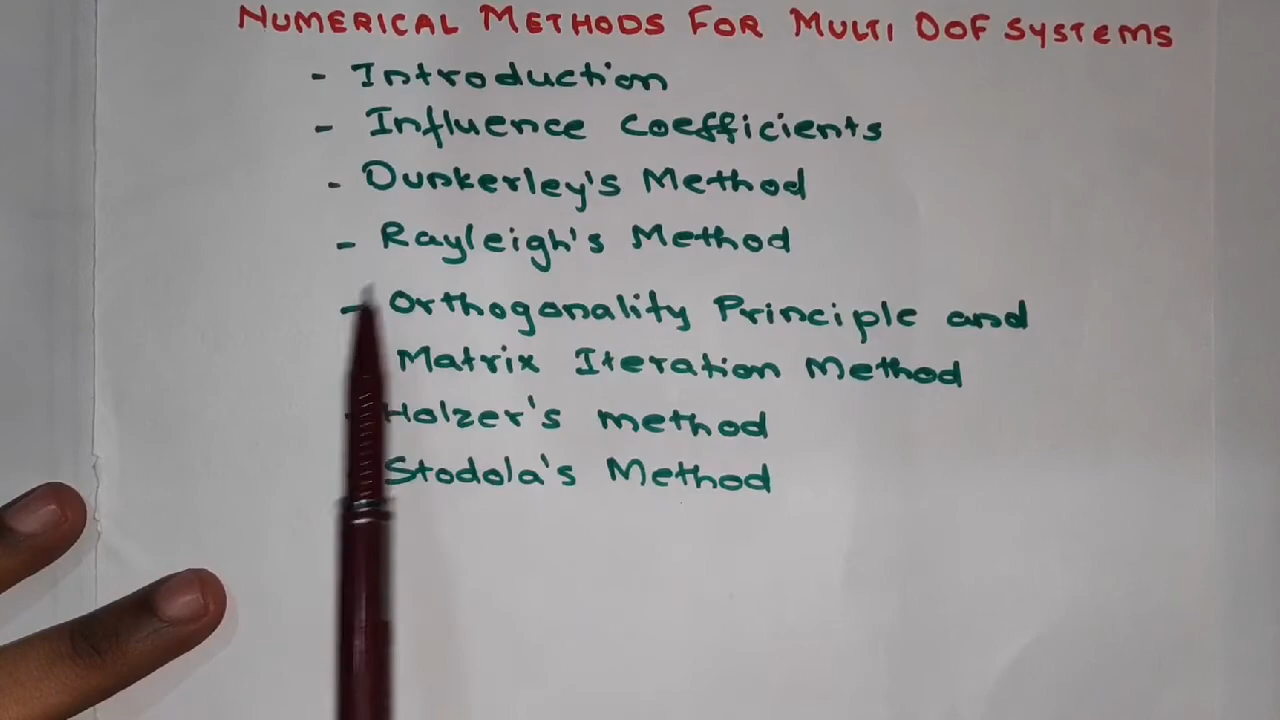 NUMERICAL METHODS FOR MULTI DOF SYSTEMS
- Introduction
- Influence Coefficients
- Dunkerley's Method
- Rayleigh's Method
- Orthogonality Principle and
Matrix Iteration Method
Holzer's method
Stodola's Method